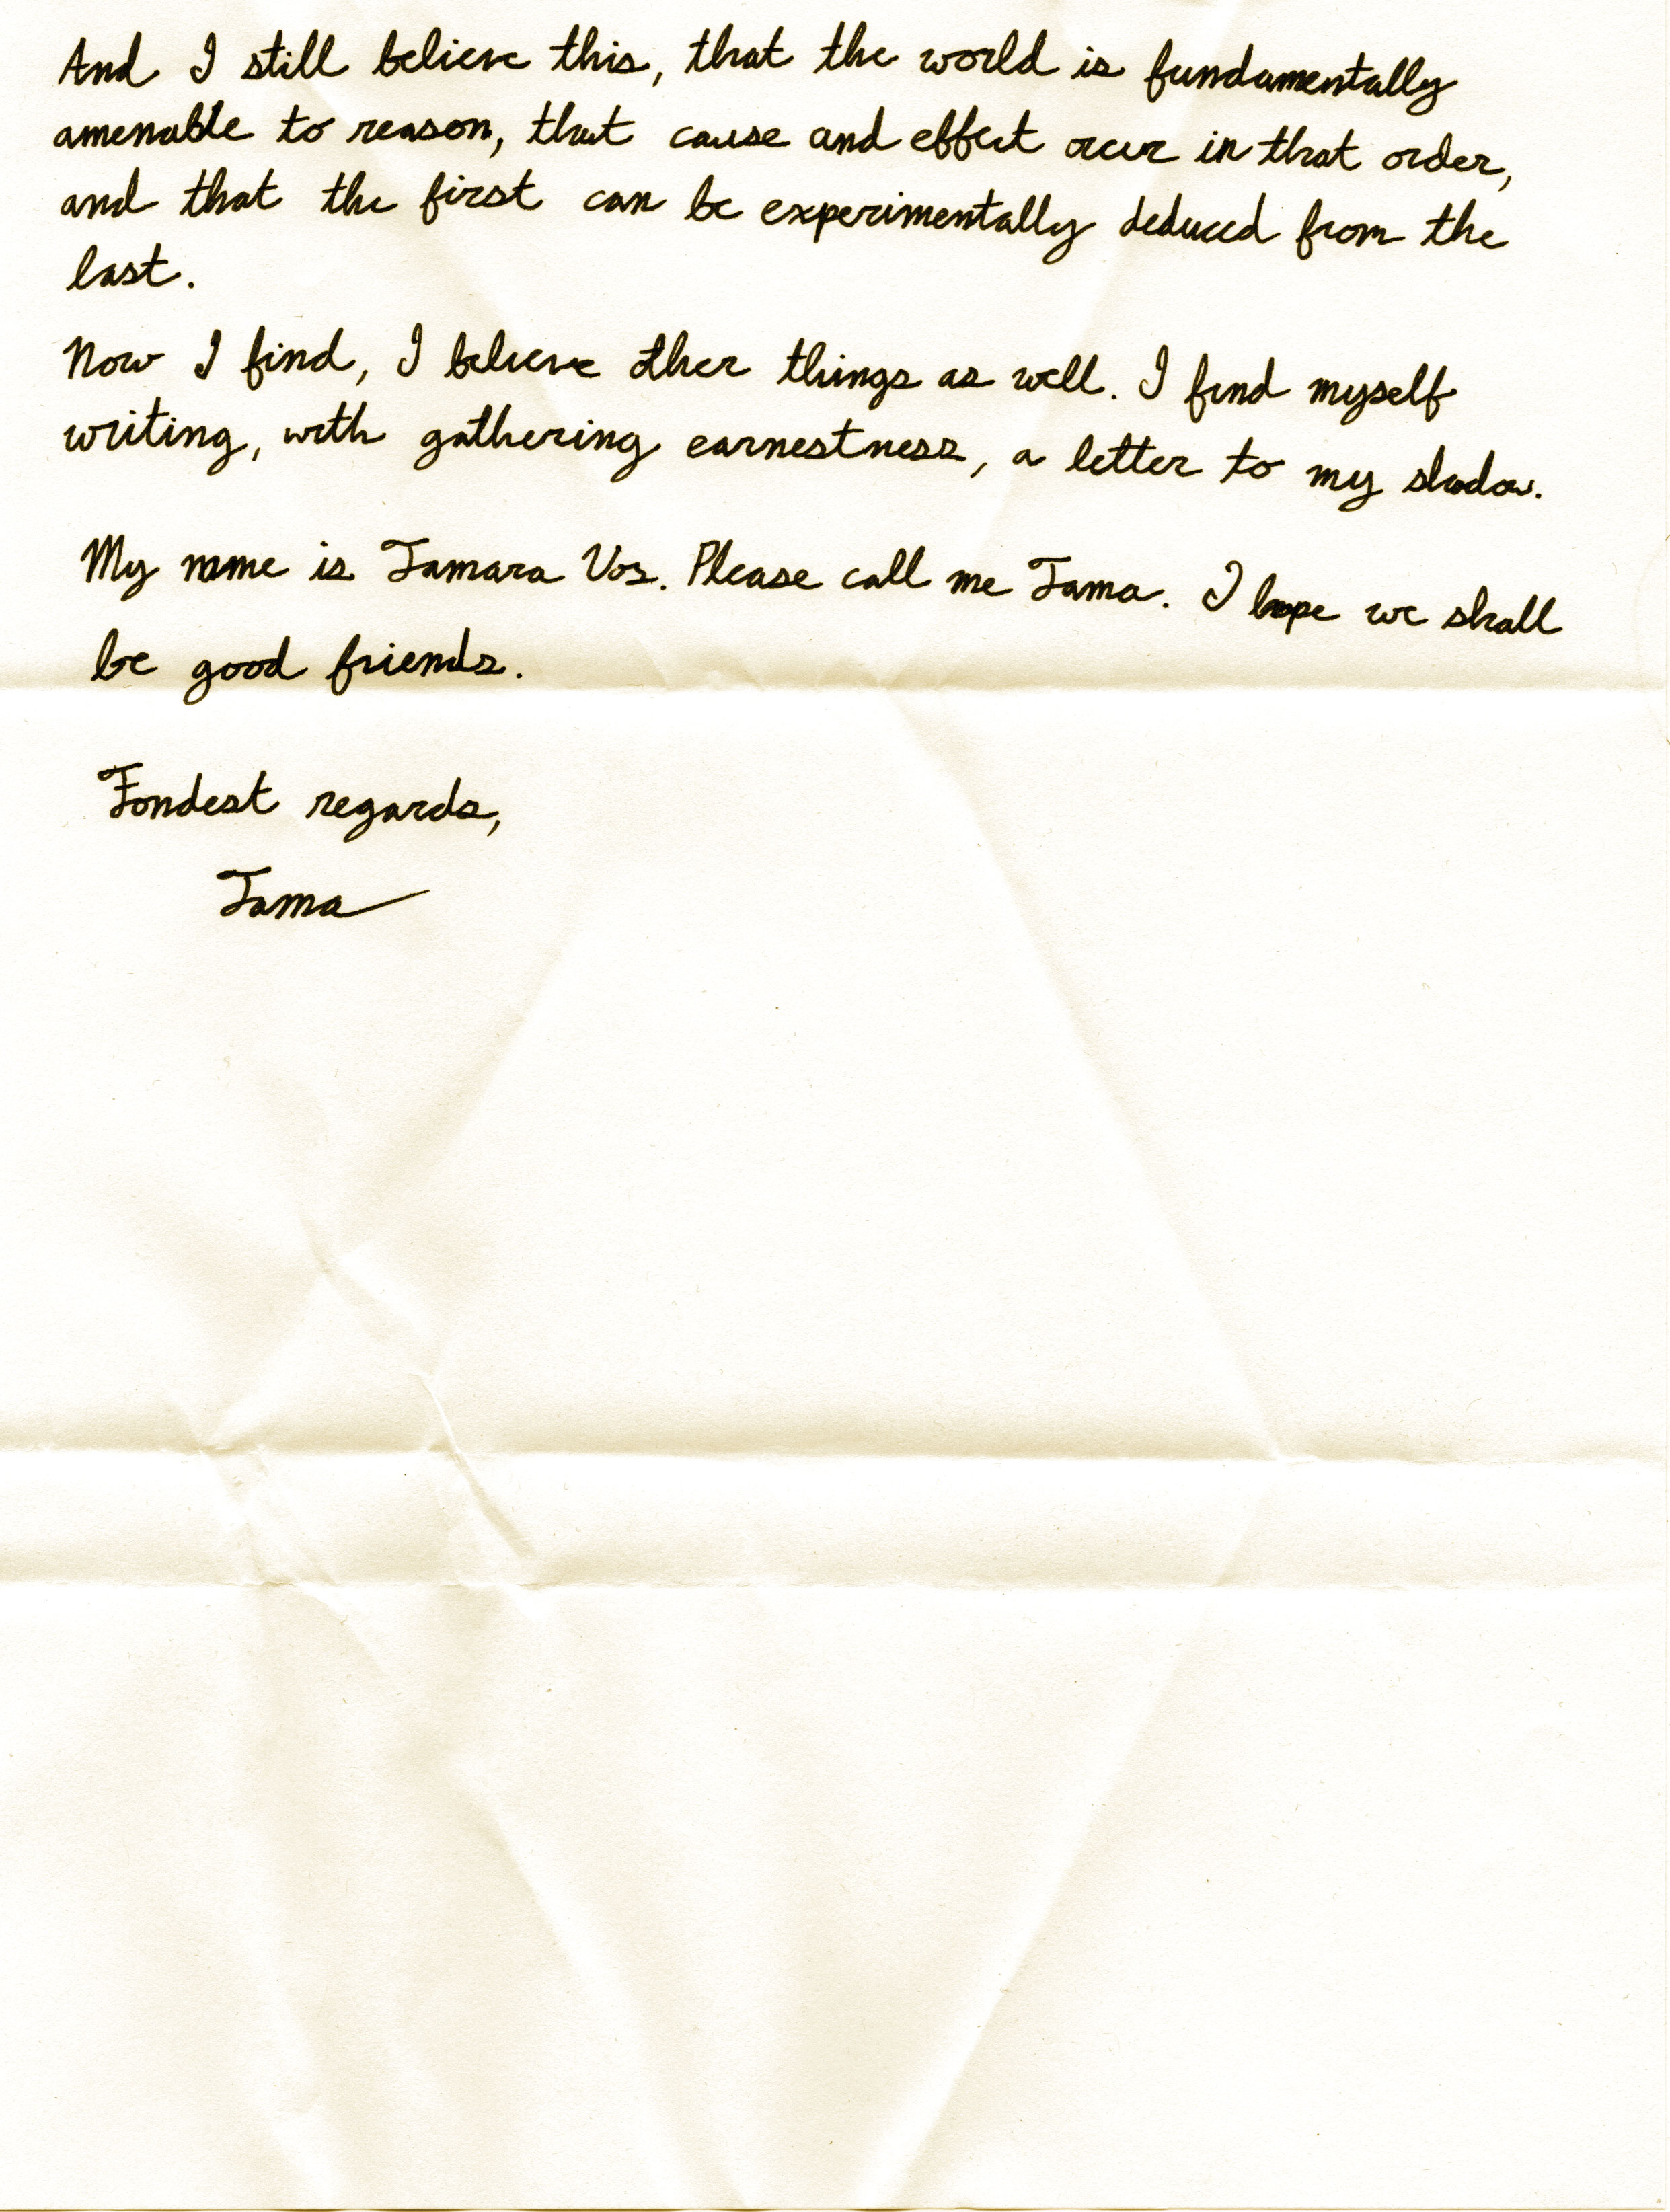 And I still believe this, that the world is fundamentally
amenable to reason, that cause and effect occur in that order,
and that the first can be experimentally deduced from the
last.
Now I find, I believe other things as well. I find myself
writing, with gathering earnestness, a letter to my shadow.
My name is Tamara Vos. Please call me Tama. I hope we shall
be good friends.
Fondest regards,
Tama